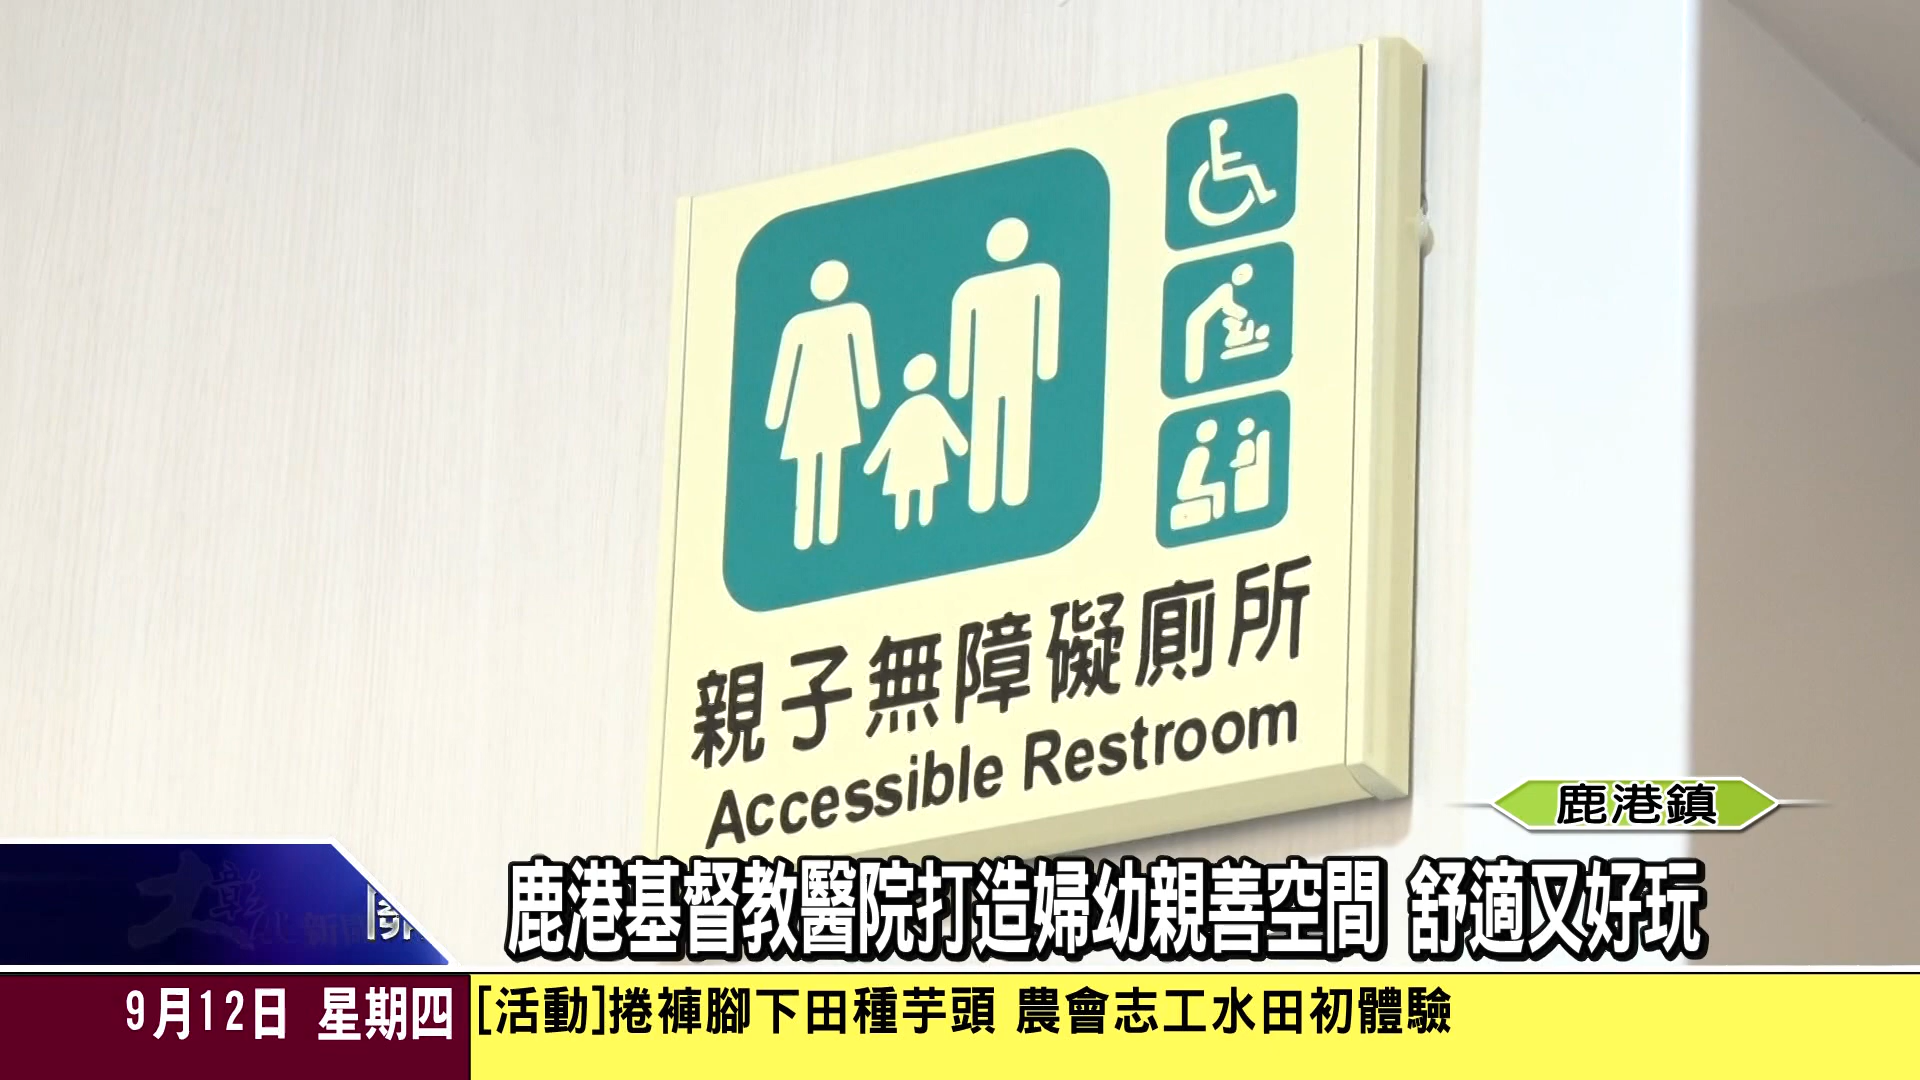 親子無障礙廁所
Accessible Restroom
鹿港鎮
鹿港基督教醫院打造婦幼親善空間 舒適又好玩
9月12日 星期四
[活動]捲褲腳下田種芋頭 農會志工水田初體驗